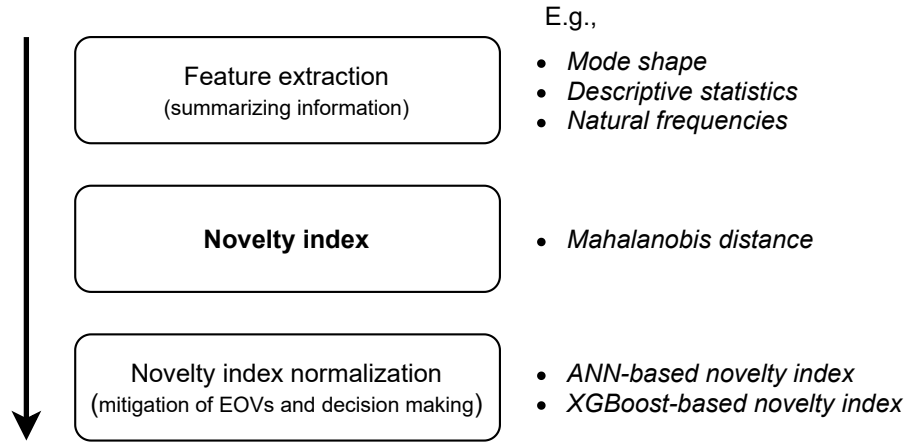 E.g.,
Feature extraction
(summarizing information)
• Mode shape
• Descriptive statistics
• Natural frequencies
Novelty index
• Mahalanobis distance
Novelty index normalization
(mitigation of EOVs and decision making)
• ANN-based novelty index
• XGBoost-based novelty index